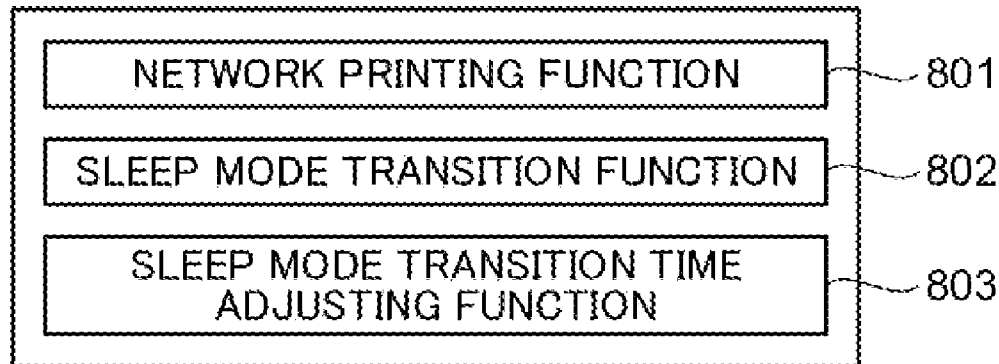 NETWORK PRINTING FUNCTION 801
SLEEP MODE TRANSITION FUNCTION 802
SLEEP MODE TRANSITION TIME
ADJUSTING FUNCTION 803